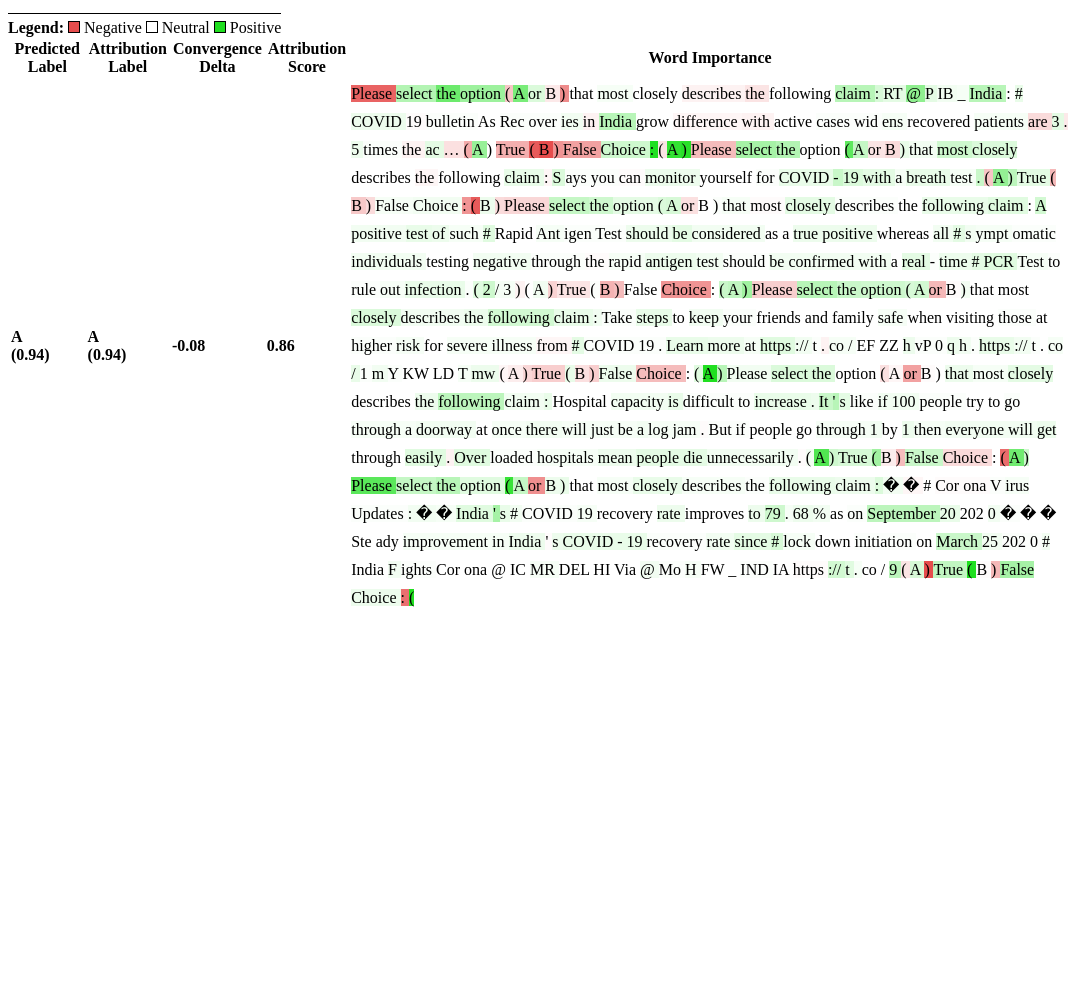 Legend: Negative Neutral Positive
Predicted Label Attribution Label Convergence Delta Attribution Score Word Importance
A (0.94) A (0.94) -0.08 0.86
Please select the option ( A or B ) that most closely describes the following claim : RT @ P IB _ India : #
COVID 19 bulletin As Rec over ies in India grow difference with active cases wid ens recovered patients are 3 .
5 times the ac … ( A ) True ( B ) False Choice : ( A ) Please select the option ( A or B ) that most closely
describes the following claim : S ays you can monitor yourself for COVID - 19 with a breath test . ( A ) True (
B ) False Choice : ( B ) Please select the option ( A or B ) that most closely describes the following claim : A
positive test of such # Rapid Ant igen Test should be considered as a true positive whereas all # s ympt omatic
individuals testing negative through the rapid antigen test should be confirmed with a real - time # PCR Test to
rule out infection . ( 2 / 3 ) ( A ) True ( B ) False Choice : ( A ) Please select the option ( A or B ) that most
closely describes the following claim : Take steps to keep your friends and family safe when visiting those at
higher risk for severe illness from # COVID 19 . Learn more at https :// t . co / EF ZZ h vP 0 q h . https :// t . co
/ 1 m Y KW LD T mw ( A ) True ( B ) False Choice : ( A ) Please select the option ( A or B ) that most closely
describes the following claim : Hospital capacity is difficult to increase . It ' s like if 100 people try to go
through a doorway at once there will just be a log jam . But if people go through 1 by 1 then everyone will get
through easily . Over loaded hospitals mean people die unnecessarily . ( A ) True ( B ) False Choice : ( A )
Please select the option ( A or B ) that most closely describes the following claim : � � # Cor ona V irus
Updates : � � India ' s # COVID 19 recovery rate improves to 79 . 68 % as on September 20 202 0 � � �
Ste ady improvement in India ' s COVID - 19 recovery rate since # lock down initiation on March 25 202 0 #
India F ights Cor ona @ IC MR DEL HI Via @ Mo H FW _ IND IA https :// t . co / 9 ( A ) True ( B ) False
Choice : (